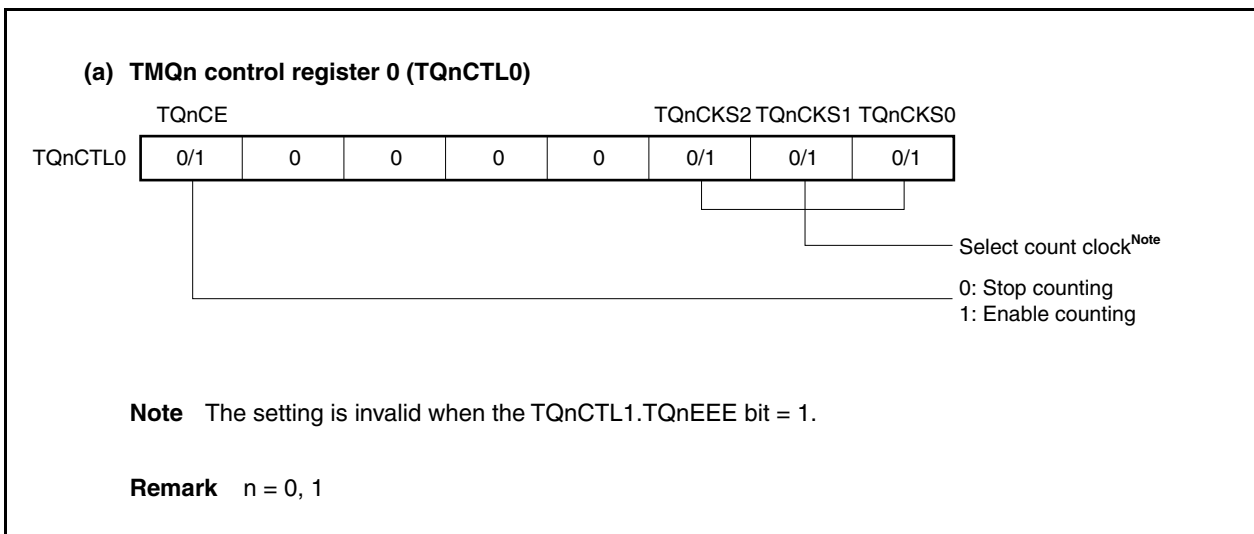 (a) TMQn control register 0 (TQnCTL0)
TQnCE TQnCKS2 TQnCKS1 TQnCKS0
TQnCTL0 0/1 0 0 0 0 0/1 0/1 0/1
Select count clockNote
0: Stop counting
1: Enable counting
Note The setting is invalid when the TQnCTL1.TQnEEE bit = 1.
Remark n = 0, 1